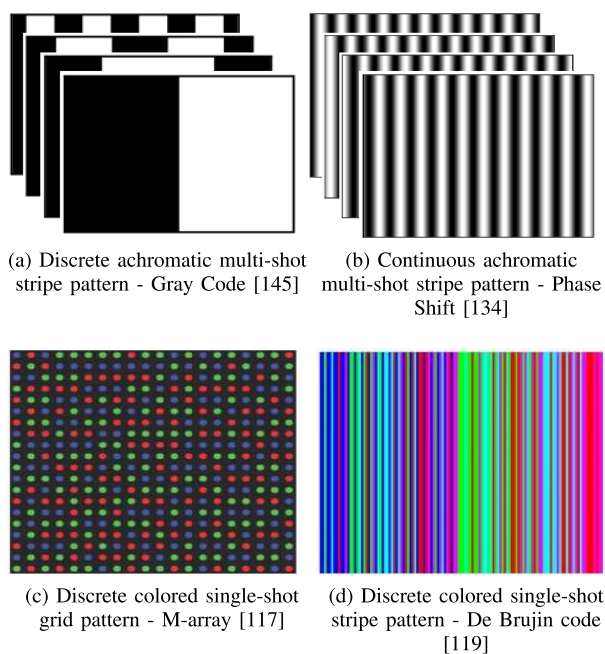 (a) Discrete achromatic multi-shot
stripe pattern - Gray Code [145]
(b) Continuous achromatic
multi-shot stripe pattern - Phase
Shift [134]
(c) Discrete colored single-shot
grid pattern - M-array [117]
(d) Discrete colored single-shot
stripe pattern - De Brujin code
[119]